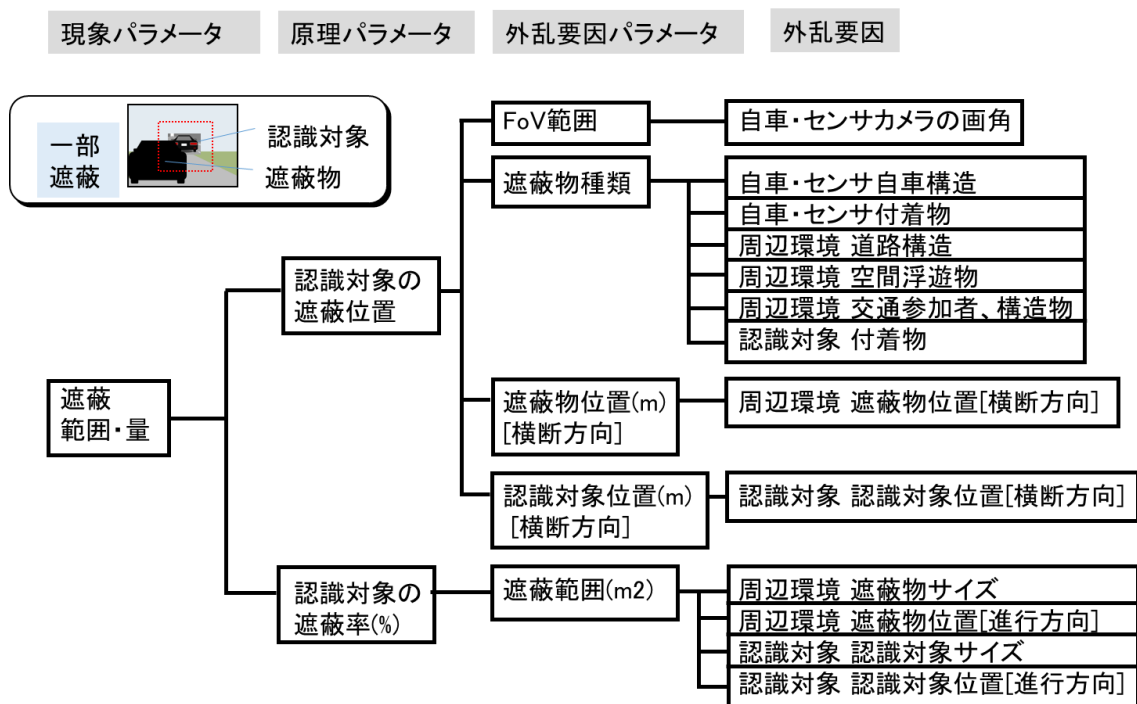 現象パラメータ
原理パラメータ
外乱要因パラメータ
外乱要因
一部
遮蔽
認識対象
遮蔽物
FoV範囲
自車・センサカメラの画角
遮蔽物種類
自車・センサ自車構造
自車・センサ付着物
周辺環境 道路構造
周辺環境 空間浮遊物
周辺環境 交通参加者、構造物
認識対象 付着物
認識対象の
遮蔽位置
遮蔽
範囲・量
遮蔽物位置(m)
[横断方向]
周辺環境 遮蔽物位置[横断方向]
認識対象位置(m)
[横断方向]
認識対象 認識対象位置[横断方向]
認識対象の
遮蔽率(%)
遮蔽範囲(m2)
周辺環境 遮蔽物サイズ
周辺環境 遮蔽物位置[進行方向]
認識対象 認識対象サイズ
認識対象 認識対象位置[進行方向]